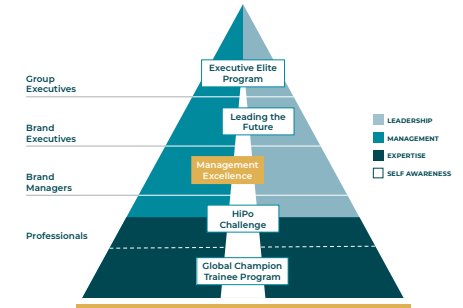 Executive Elite
Program
Group
Executives
Leading the
Future
LEADERSHIP
Brand
Executives
MANAGEMENT
EXPERTISE
Management
Excellence
SELF AWARENESS
Brand
Managers
HiPo
Challenge
Professionals
Global Champion
Trainee Program